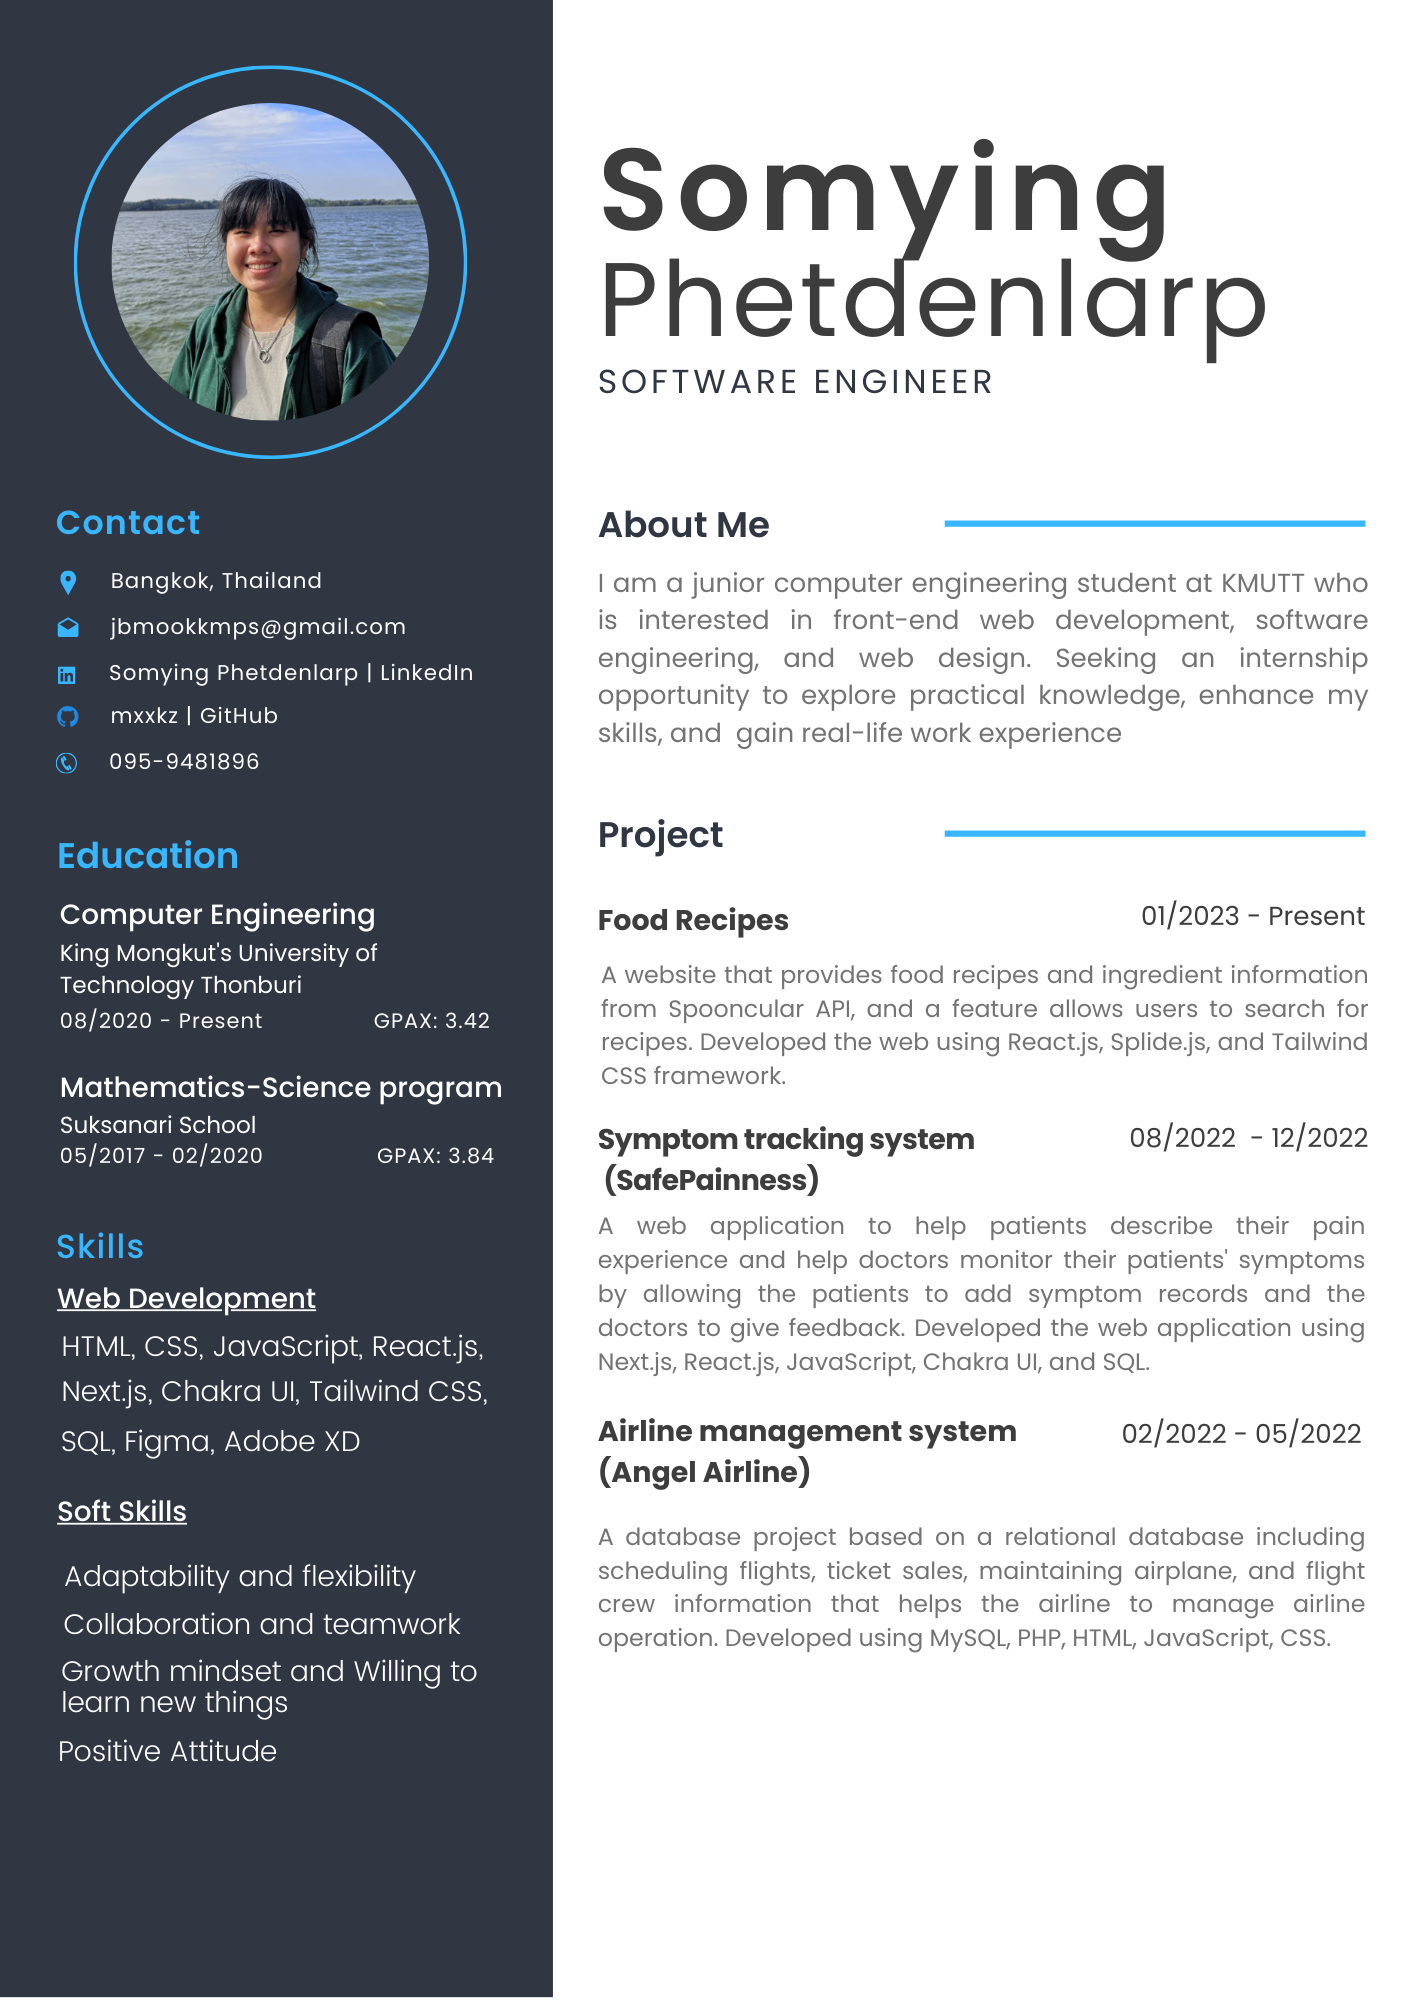 Somying
Phetdenlarp
SOFTWARE ENGINEER
Contact
Bangkok, Thailand
jbmookkmps@gmail.com
Somying Phetdenlarp | LinkedIn
mxxkz | GitHub
095-9481896
Education
Computer Engineering
King Mongkut's University of
Technology Thonburi
08/2020 - Present GPAX: 3.42
Mathematics-Science program
Suksanari School
05/2017 - 02/2020 GPAX: 3.84
Skills
Web Development
HTML, CSS, JavaScript, React.js,
Next.js, Chakra UI, Tailwind CSS,
SQL, Figma, Adobe XD
Soft Skills
Adaptability and flexibility
Collaboration and teamwork
Growth mindset and Willing to
learn new things
Positive Attitude
About Me
I am a junior computer engineering student at KMUTT who
is interested in front-end web development, software
engineering, and web design. Seeking an internship
opportunity to explore practical knowledge, enhance my
skills, and gain real-life work experience
Project
Food Recipes 01/2023 - Present
A website that provides food recipes and ingredient information
from Spooncular API, and a feature allows users to search for
recipes. Developed the web using React.js, Splide.js, and Tailwind
CSS framework.
Symptom tracking system 08/2022 - 12/2022
(SafePainness)
A web application to help patients describe their pain
experience and help doctors monitor their patients' symptoms
by allowing the patients to add symptom records and the
doctors to give feedback. Developed the web application using
Next.js, React.js, JavaScript, Chakra UI, and SQL.
Airline management system 02/2022 - 05/2022
(Angel Airline)
A database project based on a relational database including
scheduling flights, ticket sales, maintaining airplane, and flight
crew information that helps the airline to manage airline
operation. Developed using MySQL, PHP, HTML, JavaScript, CSS.